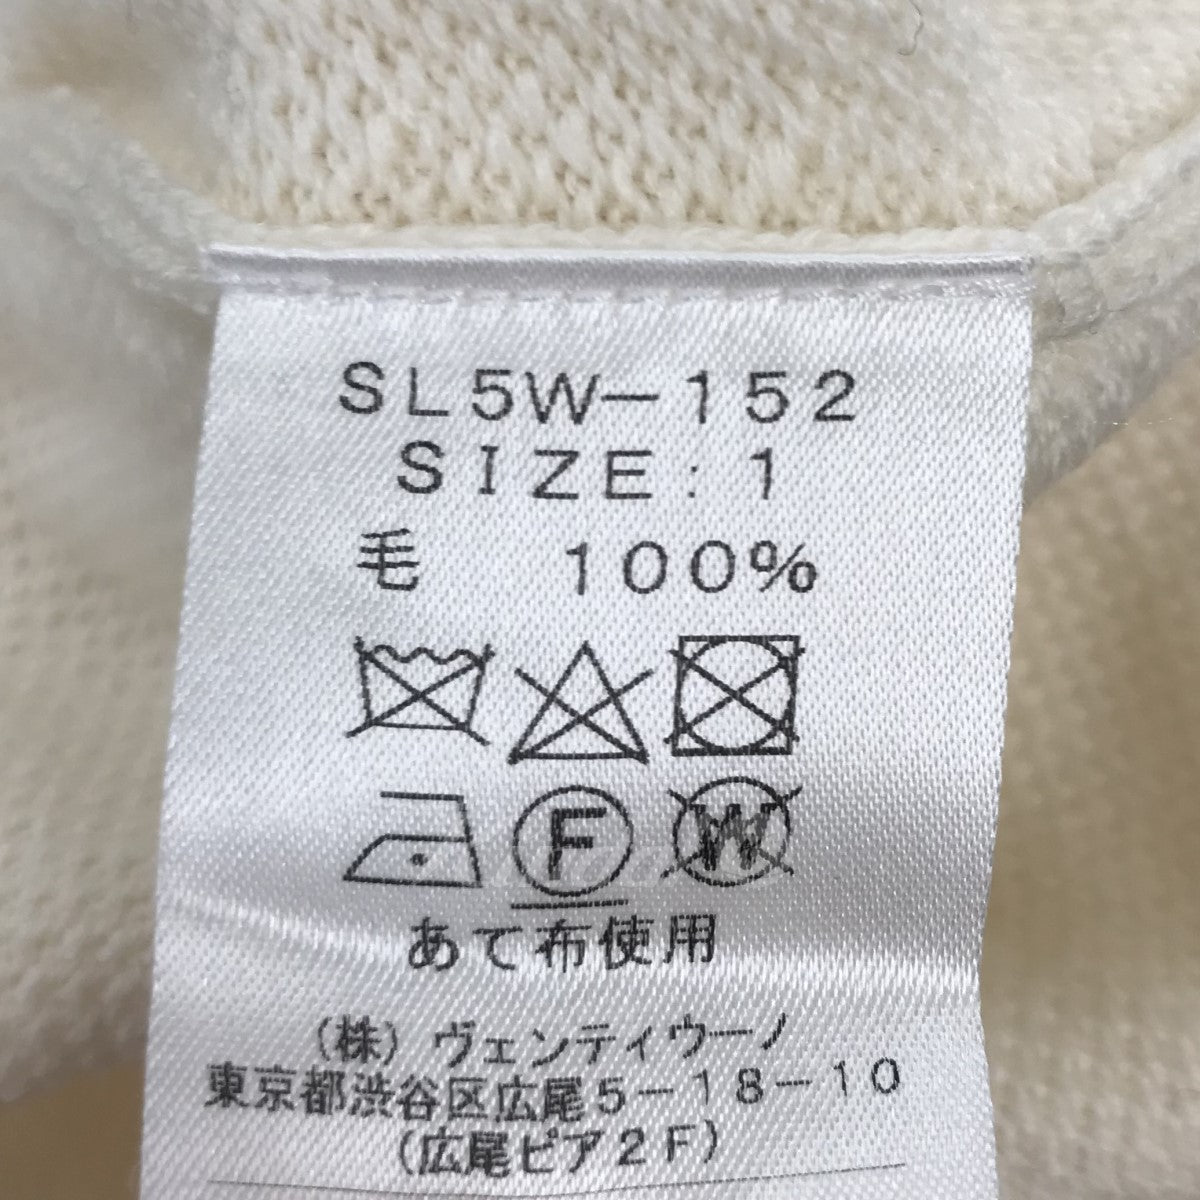 SL5W-152
SIZE:1
毛 100%
F W
あて布使用
(株)ヴェンティウーノ
東京都渋谷区広尾5-18-10
(広尾ピア2F)